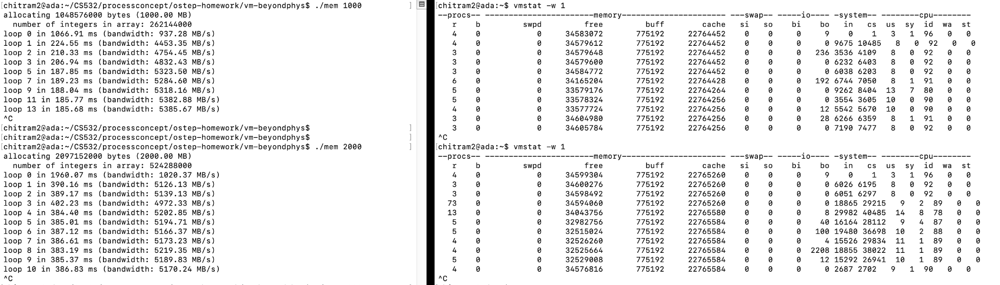 [chitram2@ada:~/CS532/processconcept/ostep-homework/vm-beyondphys$ ./mem 1000 ]
allocating 1048576000 bytes (1000.00 MB)
number of integers in array: 262144000
loop 0 in 1066.91 ms (bandwidth: 937.28 MB/s)
loop 1 in 224.55 ms (bandwidth: 4453.35 MB/s)
loop 2 in 210.33 ms (bandwidth: 4754.45 MB/s)
loop 3 in 206.94 ms (bandwidth: 4832.43 MB/s)
loop 5 in 187.85 ms (bandwidth: 5323.50 MB/s)
loop 7 in 189.23 ms (bandwidth: 5284.60 MB/s)
loop 9 in 188.04 ms (bandwidth: 5318.16 MB/s)
loop 11 in 185.77 ms (bandwidth: 5382.88 MB/s)
loop 13 in 185.68 ms (bandwidth: 5385.67 MB/s)
^C
[chitram2@ada:~/CS532/processconcept/ostep-homework/vm-beyondphys$ ]
[chitram2@ada:~/CS532/processconcept/ostep-homework/vm-beyondphys$ ]
[chitram2@ada:~/CS532/processconcept/ostep-homework/vm-beyondphys$ ./mem 2000 ]
allocating 2097152000 bytes (2000.00 MB)
number of integers in array: 524288000
loop 0 in 1960.07 ms (bandwidth: 1020.37 MB/s)
loop 1 in 390.16 ms (bandwidth: 5126.13 MB/s)
loop 2 in 389.17 ms (bandwidth: 5139.13 MB/s)
loop 3 in 402.23 ms (bandwidth: 4972.33 MB/s)
loop 4 in 384.40 ms (bandwidth: 5202.85 MB/s)
loop 5 in 385.01 ms (bandwidth: 5194.71 MB/s)
loop 6 in 387.12 ms (bandwidth: 5166.37 MB/s)
loop 7 in 386.61 ms (bandwidth: 5173.23 MB/s)
loop 8 in 383.19 ms (bandwidth: 5219.35 MB/s)
loop 9 in 385.37 ms (bandwidth: 5189.83 MB/s)
loop 10 in 386.83 ms (bandwidth: 5170.24 MB/s)
^C
[chitram2@ada:~$ vmstat -w 1
--procs-- -----------------------memory---------------------- ---swap-- -----io---- -system-- --------cpu--------
r b swpd free buff cache si so bi bo in cs us sy id wa st
4 0 0 34583072 775192 22764452 0 0 0 9 0 1 3 1 96 0 0
4 0 0 34579612 775192 22764452 0 0 0 0 9675 10485 8 0 92 0 0
3 0 0 34579648 775192 22764452 0 0 0 236 3536 4109 8 0 92 0 0
3 0 0 34579600 775192 22764452 0 0 0 0 6232 6403 8 0 92 0 0
3 0 0 34584772 775192 22764452 0 0 0 0 6038 6203 8 0 92 0 0
6 0 0 34165204 775192 22764428 0 0 0 192 6744 7050 8 1 91 0 0
5 0 0 33579176 775192 22764264 0 0 0 0 9262 8404 13 7 80 0 0
5 0 0 33578324 775192 22764256 0 0 0 0 3554 3605 10 0 90 0 0
4 0 0 33577724 775192 22764256 0 0 0 12 5542 5670 10 0 90 0 0
3 0 0 34604980 775192 22764256 0 0 0 28 6266 6359 8 1 91 0 0
3 0 0 34605784 775192 22764256 0 0 0 0 7190 7477 8 0 92 0 0
^C
[chitram2@ada:~$ vmstat -w 1
--procs-- -----------------------memory---------------------- ---swap-- -----io---- -system-- --------cpu--------
r b swpd free buff cache si so bi bo in cs us sy id wa st
4 0 0 34599304 775192 22765260 0 0 0 9 0 1 3 1 96 0 0
3 0 0 34600276 775192 22765260 0 0 0 0 6026 6195 8 0 92 0 0
3 0 0 34598492 775192 22765260 0 0 0 0 6051 6297 8 0 92 0 0
73 0 0 34594060 775192 22765260 0 0 0 0 18865 29215 9 2 89 0 0
13 0 0 34043756 775192 22765580 0 0 0 8 29982 40485 14 8 78 0 0
5 0 0 32982756 775192 22765584 0 0 0 40 16164 28112 9 4 87 0 0
5 0 0 32515024 775192 22765584 0 0 0 100 19480 36698 10 2 88 0 0
4 0 0 32526260 775192 22765584 0 0 0 4 15526 29834 11 1 89 0 0
4 0 0 32525664 775192 22765584 0 0 0 2208 18855 38022 11 1 89 0 0
5 0 0 32529008 775192 22765584 0 0 0 12 15292 26941 10 1 89 0 0
4 0 0 34576816 775192 22765584 0 0 0 0 2687 2702 9 1 90 0 0
^C